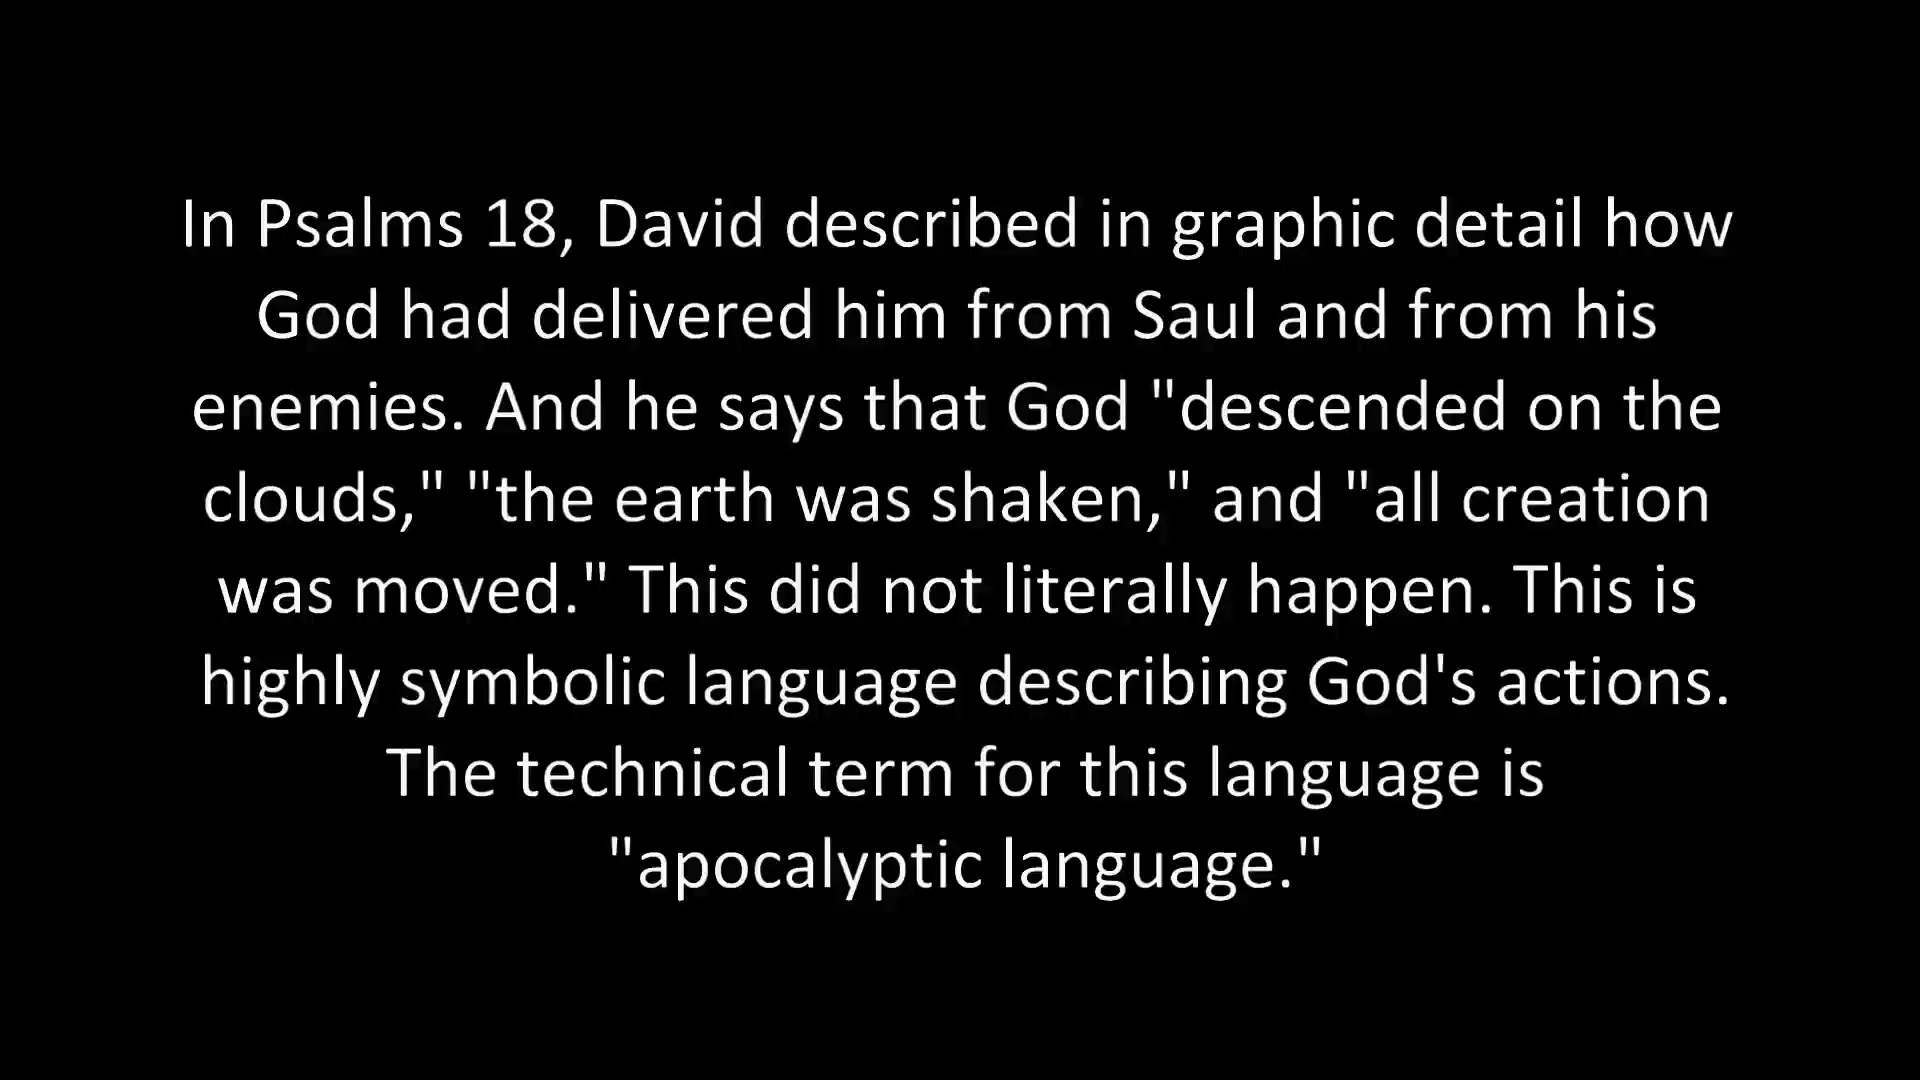 In Psalms 18, David described in graphic detail how
God had delivered him from Saul and from his
enemies. And he says that God "descended on the
clouds," "the earth was shaken," and "all creation
was moved." This did not literally happen. This is
highly symbolic language describing God's actions.
The technical term for this language is
"apocalyptic language."